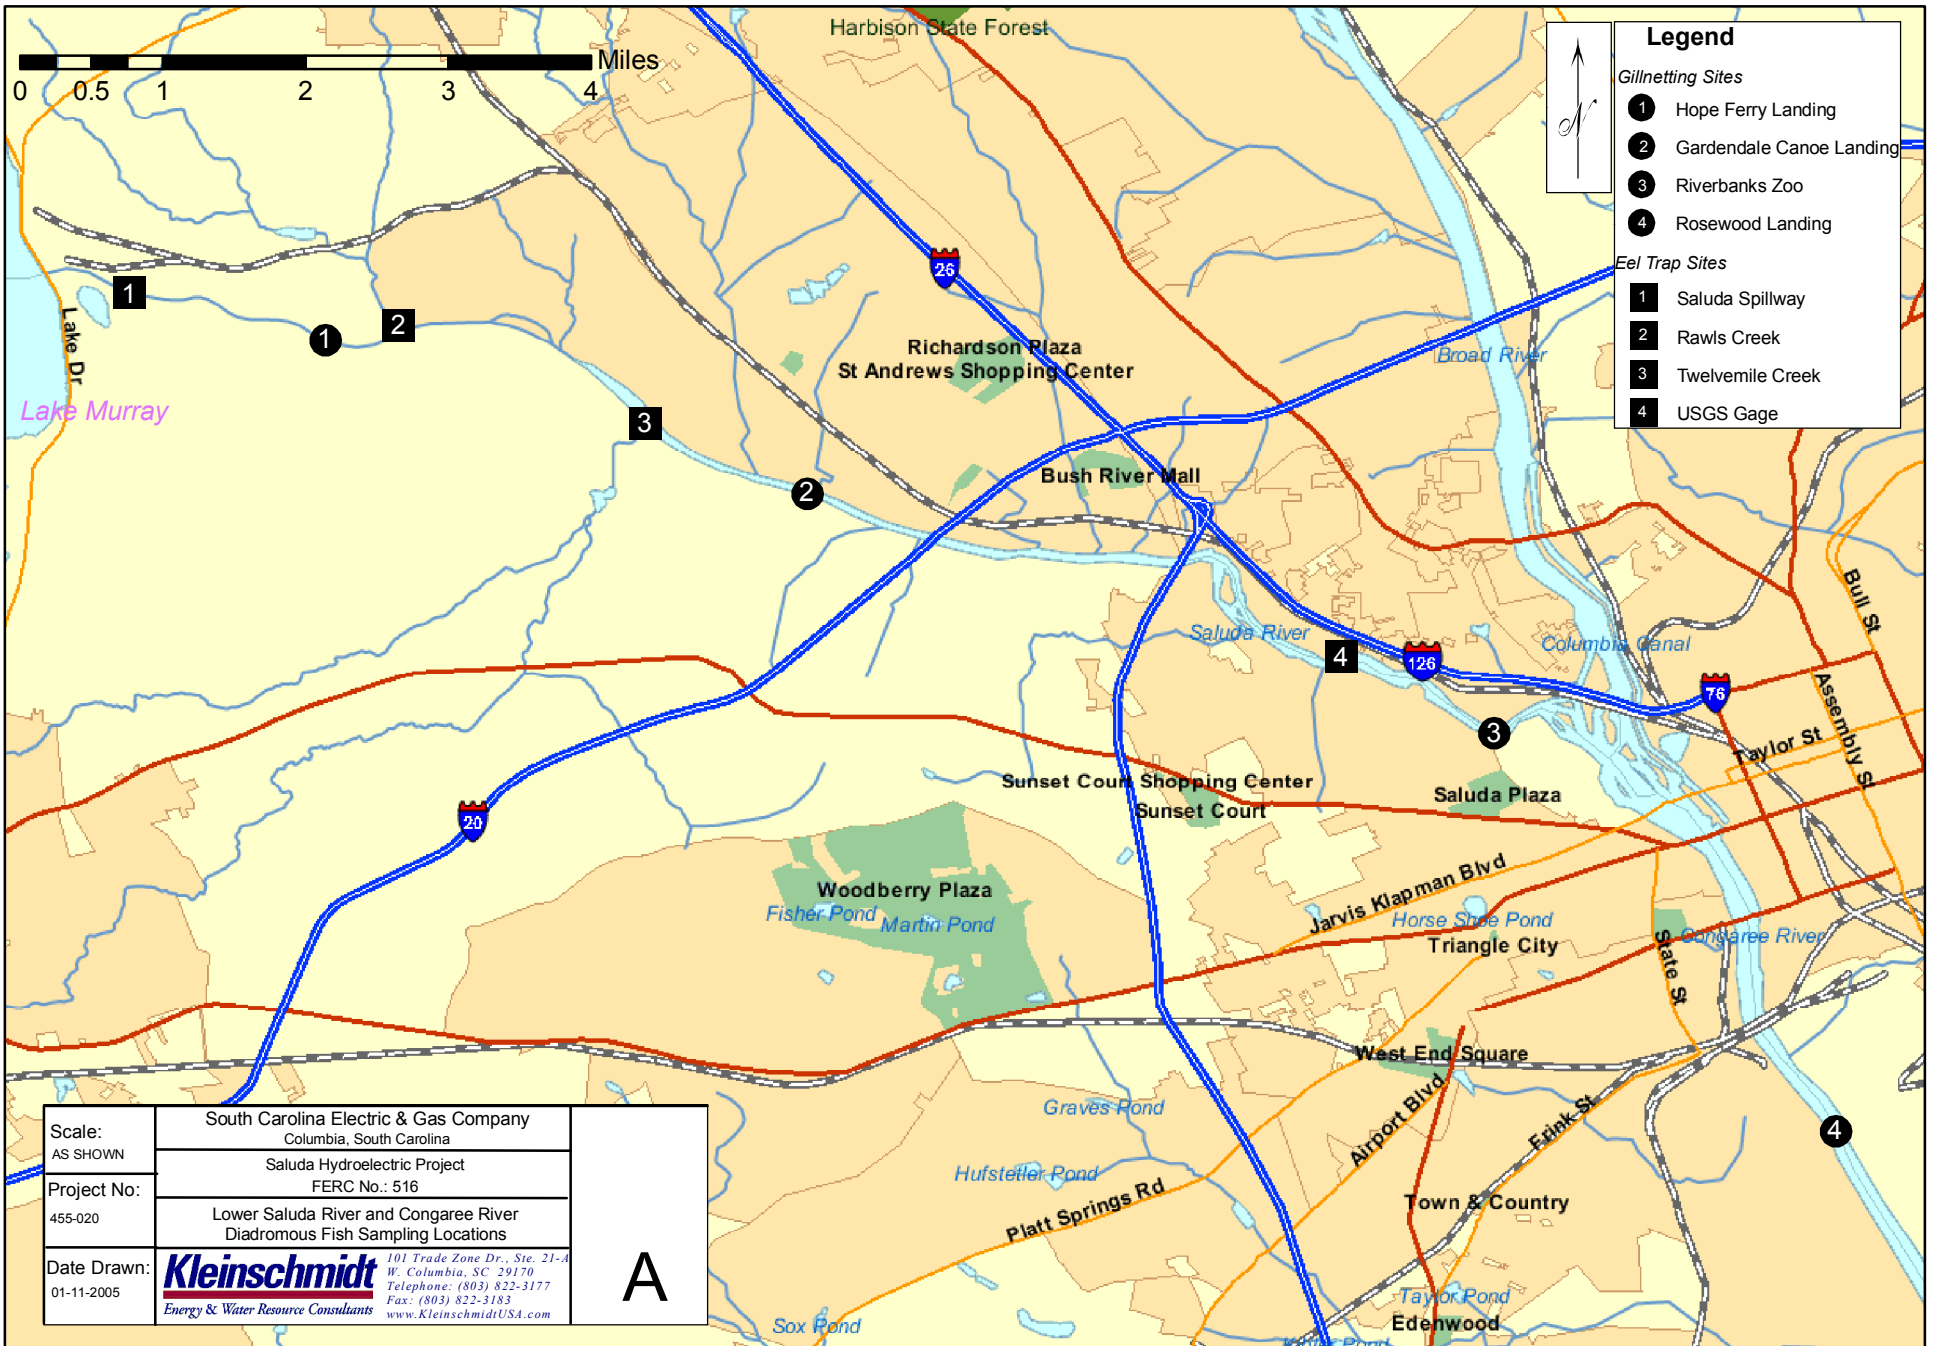 Harbison State Forest
Miles
0 0.5 1 2 3 4
Legend
Gillnetting Sites
1 Hope Ferry Landing
2 Gardendale Canoe Landing
3 Riverbanks Zoo
4 Rosewood Landing
Eel Trap Sites
1 Saluda Spillway
2 Rawls Creek
3 Twelvemile Creek
4 USGS Gage
N
26
1
2
1
Lake Dr
Richardson Plaza
St Andrews Shopping Center
Broad River
Lake Murray
3
Bush River Mall
2
Bull St
Saluda River
4
Columbia Canal
126
76
Assembly St
3
Taylor St
Sunset Court Shopping Center
Sunset Court
Saluda Plaza
20
Woodberry Plaza
Fisher Pond
Martin Pond
Jarvis Klapman Blvd
Horse Shoe Pond
Triangle City
State St
Congaree River
West End Square
Graves Pond
Airport Blvd
Frink St
4
Hufstetler Pond
Platt Springs Rd
Town & Country
Taylor Pond
Edenwood
Sox Pond
Scale:
AS SHOWN
South Carolina Electric & Gas Company
Columbia, South Carolina
Saluda Hydroelectric Project
FERC No.: 516
Project No:
455-020
Lower Saluda River and Congaree River
Diadromous Fish Sampling Locations
Date Drawn:
01-11-2005
Kleinschmidt
Energy & Water Resource Consultants
101 Trade Zone Dr., Ste. 21-A
W. Columbia, SC 29170
Telephone: (803) 822-3177
Fax: (803) 822-3183
www.KleinschmidtUSA.com
A